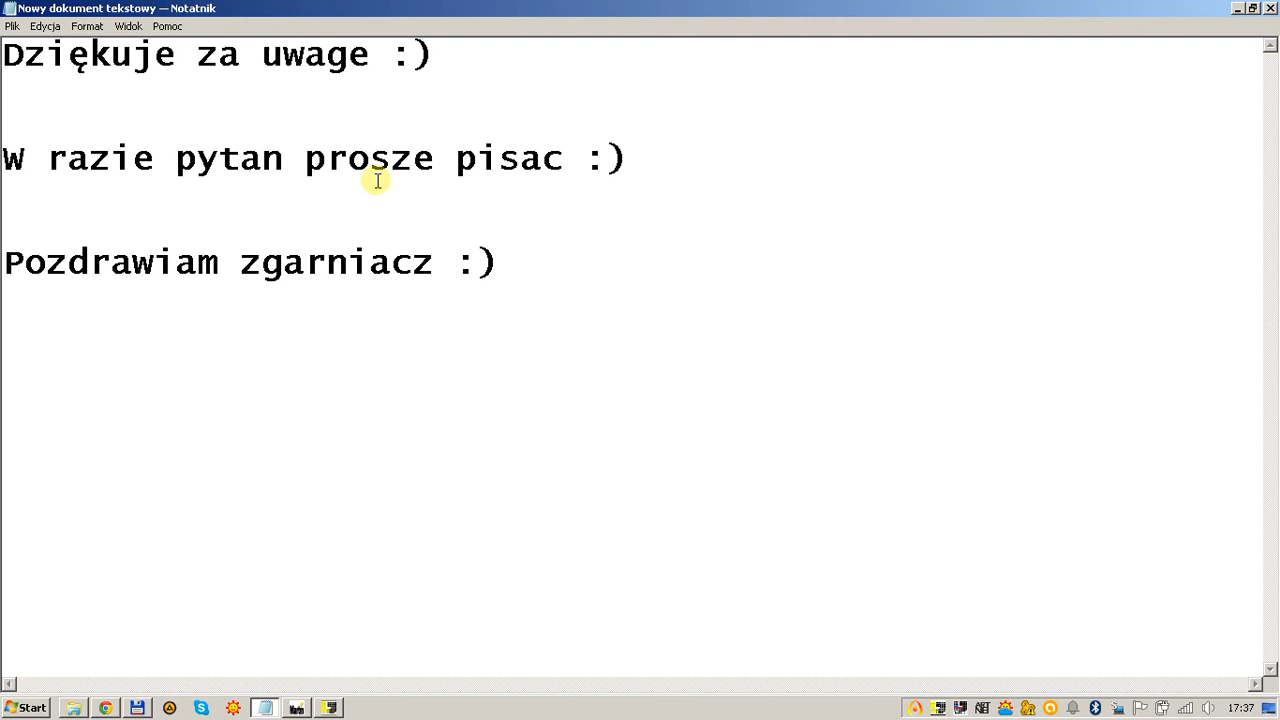 Nowy dokument tekstowy — Notatnik
Plik Edycja Format Widok Pomoc
Dziękuje za uwage :)
W razie pytan prosze pisac :)
Pozdrawiam zgarniacz :)
Start
17:37